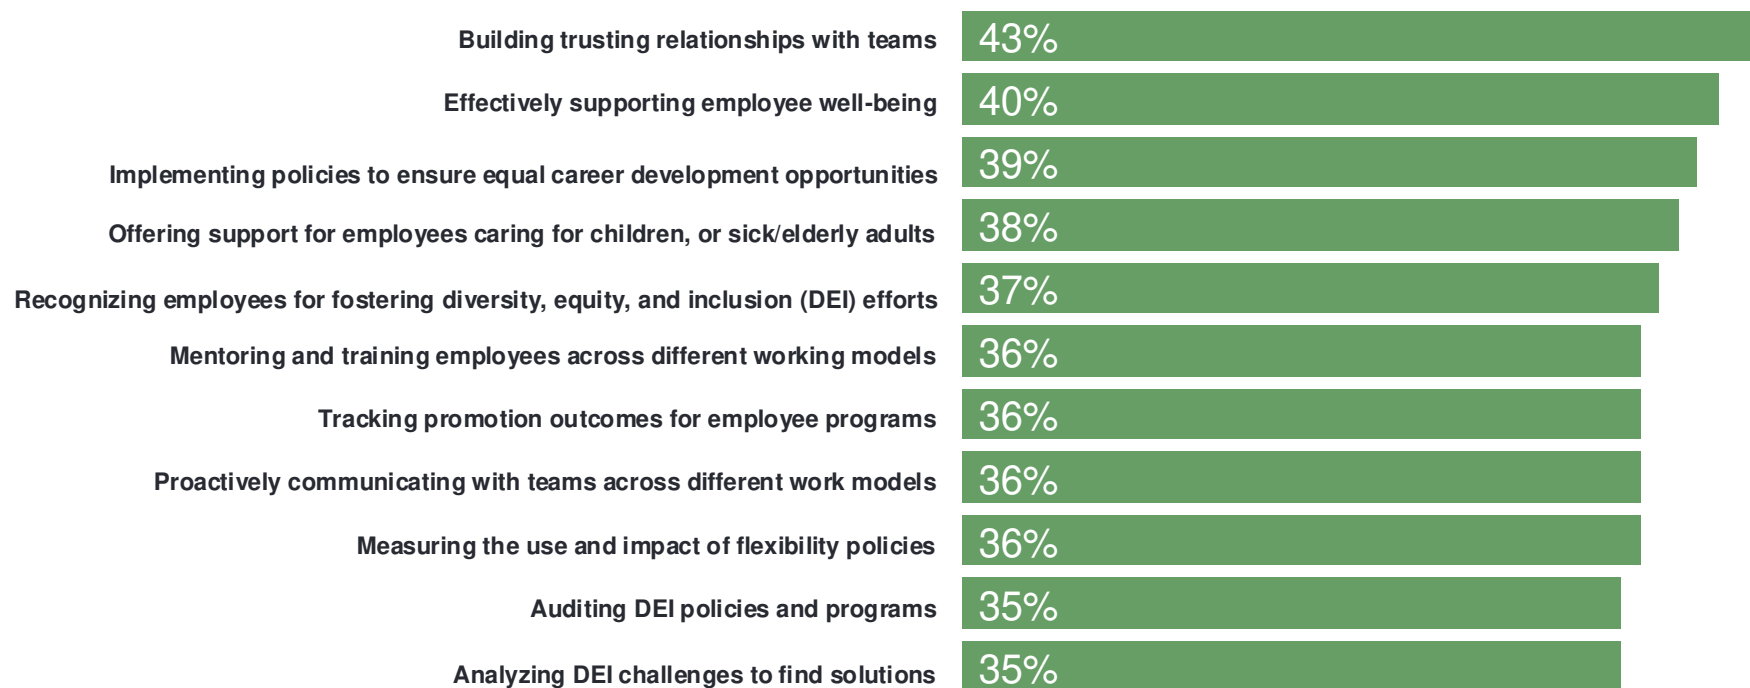 Building trusting relationships with teams 43%
Effectively supporting employee well-being 40%
Implementing policies to ensure equal career development opportunities 39%
Offering support for employees caring for children, or sick/elderly adults 38%
Recognizing employees for fostering diversity, equity, and inclusion (DEI) efforts 37%
Mentoring and training employees across different working models 36%
Tracking promotion outcomes for employee programs 36%
Proactively communicating with teams across different work models 36%
Measuring the use and impact of flexibility policies 36%
Auditing DEI policies and programs 35%
Analyzing DEI challenges to find solutions 35%